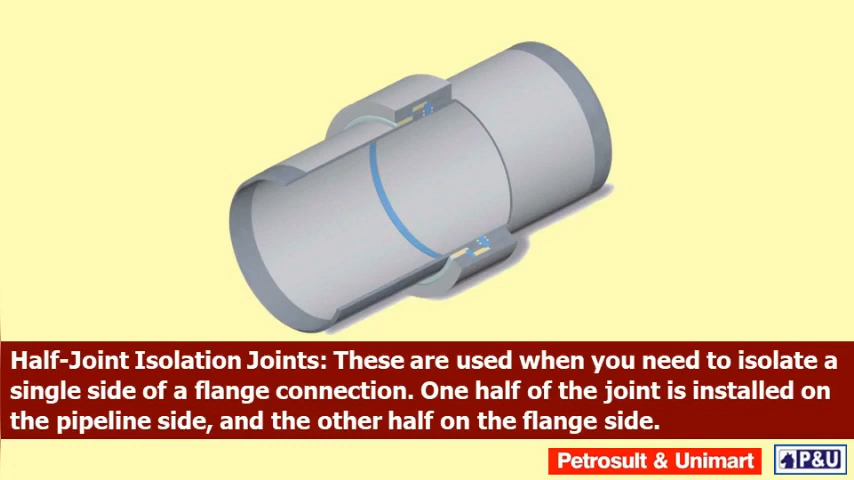 Half-Joint Isolation Joints: These are used when you need to isolate a
single side of a flange connection. One half of the joint is installed on
the pipeline side, and the other half on the flange side.
Petrosult & Unimart
P&U